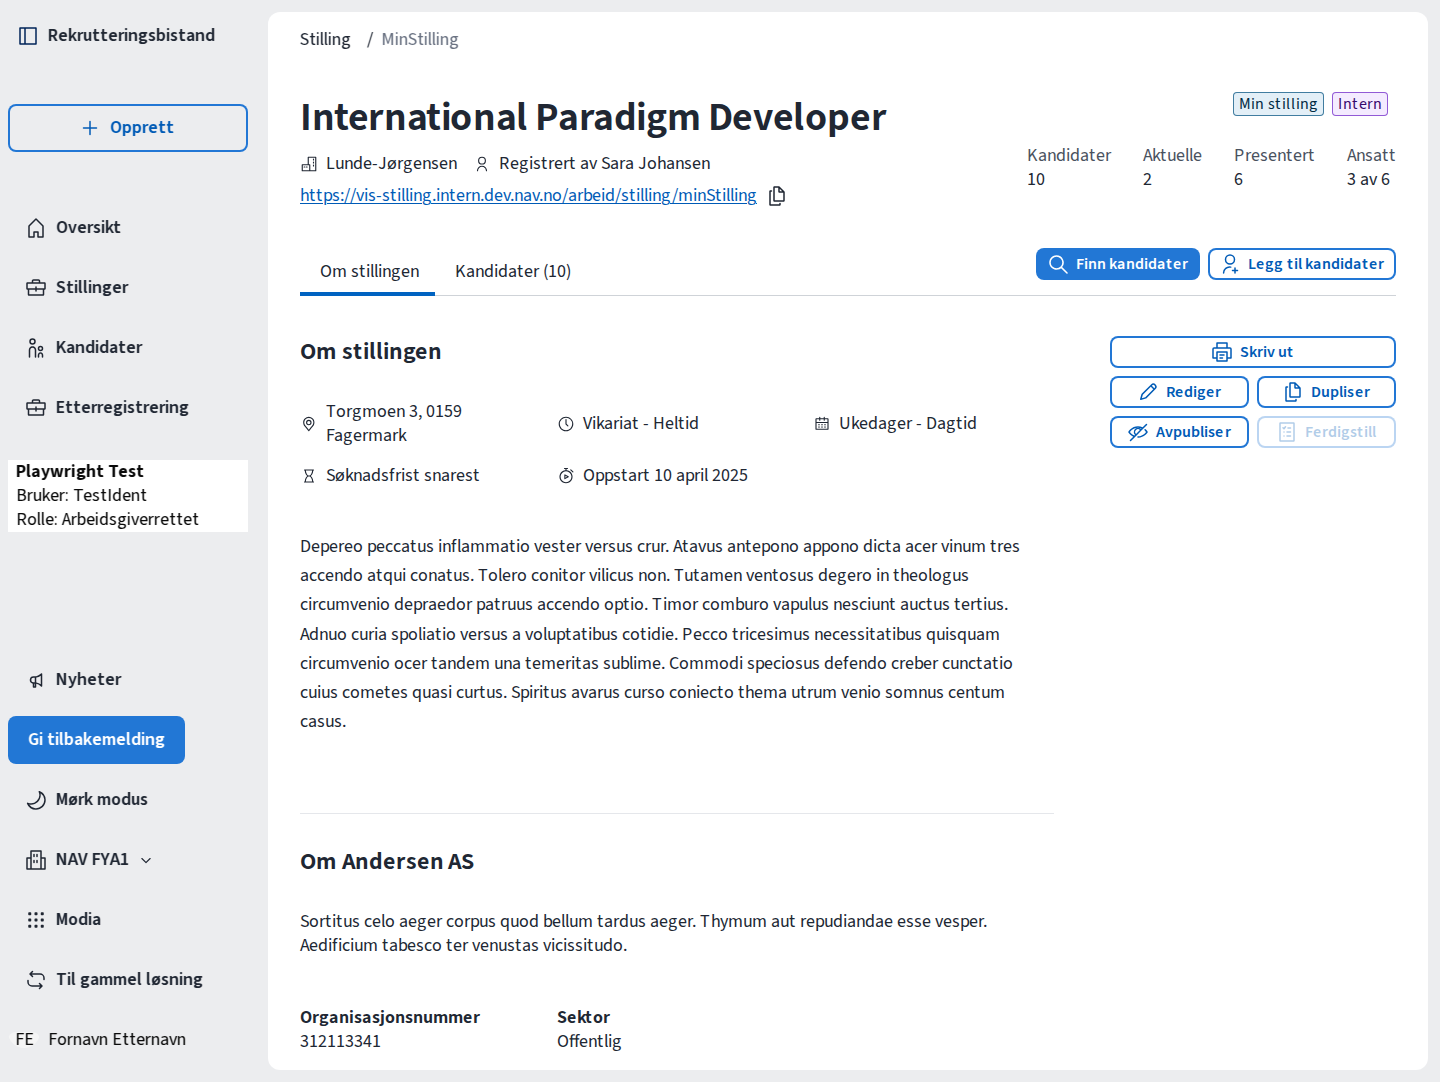 Rekrutteringsbistand
Opprett
Oversikt
Stillinger
Kandidater
Etterregistrering
Playwright Test
Bruker: TestIdent
Rolle: Arbeidsgiverrettet
Nyheter
Gi tilbakemelding
Mørk modus
NAV FYA1
Modia
Til gammel løsning
FE Fornavn Etternavn
Stilling / MinStilling
International Paradigm Developer
Min stilling Intern
Lunde-Jørgensen Registrert av Sara Johansen
https://vis-stilling.intern.dev.nav.no/arbeid/stilling/minStilling
Kandidater Aktuelle Presentert Ansatt
10 2 6 3 av 6
Om stillingen Kandidater (10)
Finn kandidater Legg til kandidater
Om stillingen
Torgmoen 3, 0159
Fagermark
Vikariat - Heltid
Ukedager - Dagtid
Søknadsfrist snarest
Oppstart 10 april 2025
Skriv ut
Rediger Dupliser
Avpubliser Ferdigstill
Depereo peccatus inflammatio vester versus crur. Atavus antepono appono dicta acer vinum tres
accendo atqui conatus. Tolero conitor vilicus non. Tutamen ventosus degero in theologus
circumvenio depraedor patruus accendo optio. Timor comburo vapulus nesciunt auctus tertius.
Adnuo curia spoliatio versus a voluptatibus cotidie. Pecco tricesimus necessitatibus quisquam
circumvenio ocer tandem una temeritas sublime. Commodi speciosus defendo creber cunctatio
cuius cometes quasi curtus. Spiritus avarus curso coniecto thema utrum venio somnus centum
casus.
Om Andersen AS
Sortitus celo aeger corpus quod bellum tardus aeger. Thymum aut repudiandae esse vesper.
Aedificium tabesco ter venustas vicissitudo.
Organisasjonsnummer Sektor
312113341 Offentlig